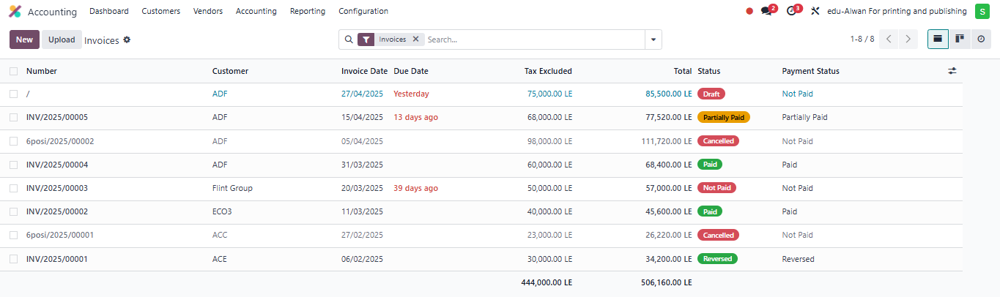 Accounting Dashboard Customers Vendors Accounting Reporting Configuration 2 3 edu-Alwan For printing and publishing S
New Upload Invoices Invoices Search... 1-8 / 8
Number Customer Invoice Date Due Date Tax Excluded Total Status Payment Status
/ ADF 27/04/2025 Yesterday 75,000.00 LE 85,500.00 LE Draft Not Paid
INV/2025/00005 ADF 15/04/2025 13 days ago 68,000.00 LE 77,520.00 LE Partially Paid Partially Paid
6posi/2025/00002 ADF 05/04/2025 98,000.00 LE 111,720.00 LE Cancelled Not Paid
INV/2025/00004 ADF 31/03/2025 60,000.00 LE 68,400.00 LE Paid Paid
INV/2025/00003 Flint Group 20/03/2025 39 days ago 50,000.00 LE 57,000.00 LE Not Paid Not Paid
INV/2025/00002 ECO3 11/03/2025 40,000.00 LE 45,600.00 LE Paid Paid
6posi/2025/00001 ACC 27/02/2025 23,000.00 LE 26,220.00 LE Cancelled Not Paid
INV/2025/00001 ACE 06/02/2025 30,000.00 LE 34,200.00 LE Reversed Reversed
444,000.00 LE 506,160.00 LE